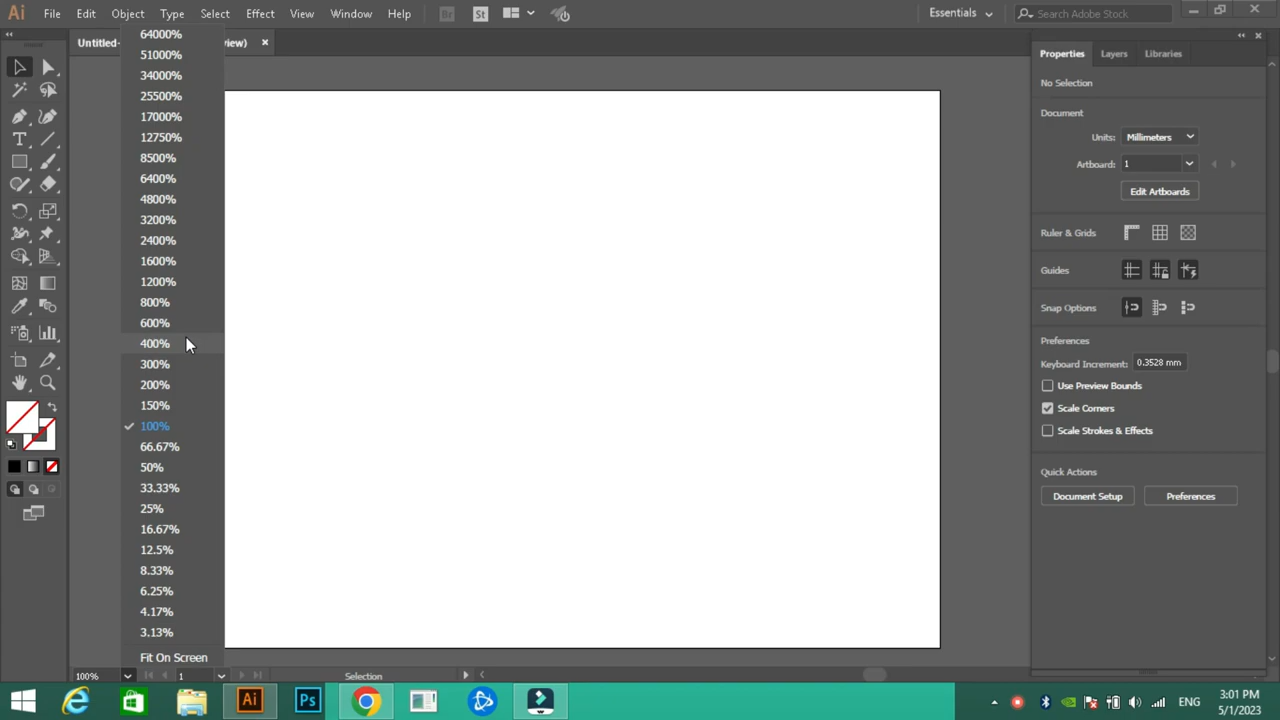 Ai File Edit Object Type Select Effect View Window Help Br St Essentials Search Adobe Stock
Untitled- view) ×
64000%
51000%
34000%
25500%
17000%
12750%
8500%
6400%
4800%
3200%
2400%
1600%
1200%
800%
600%
400%
300%
200%
150%
100%
66.67%
50%
33.33%
25%
16.67%
12.5%
8.33%
6.25%
4.17%
3.13%
Fit On Screen
100% 1 Selection
Properties Layers Libraries
No Selection
Document
Units: Millimeters
Artboard: 1
Edit Artboards
Ruler & Grids
Guides
Snap Options
Preferences
Keyboard Increment: 0.3528 mm
Use Preview Bounds
Scale Corners
Scale Strokes & Effects
Quick Actions
Document Setup Preferences
Ai Ps ENG 3:01 PM
5/1/2023